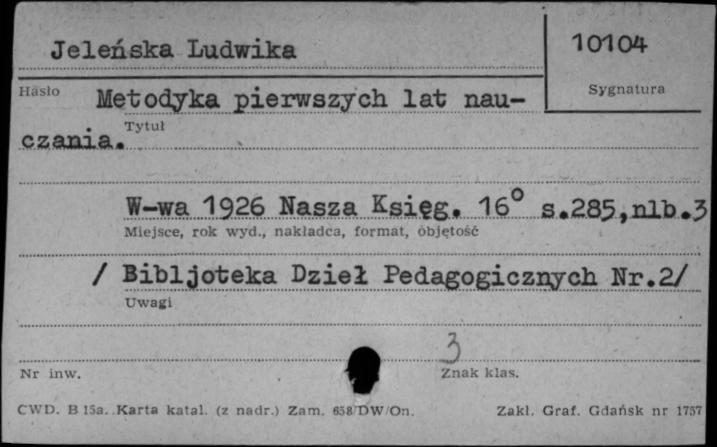 Jeleńska Ludwika
10104
Hasło
Sygnatura
Metodyka pierwszych lat nau-
Tytuł
czania.
W-wa 1926 Nasza Księg. 16° s.285,nlb.3
Miejsce, rok wyd., nakładca, format, objętość
/ Bibljoteka Dzieł Pedagogicznych Nr.2/
Uwagi
3
Nr inw.
Znak klas.
CWD. B 15a. Karta katal. (z nadr.) Zam. 658/DW/On.
Zakł. Graf. Gdańsk nr 1757